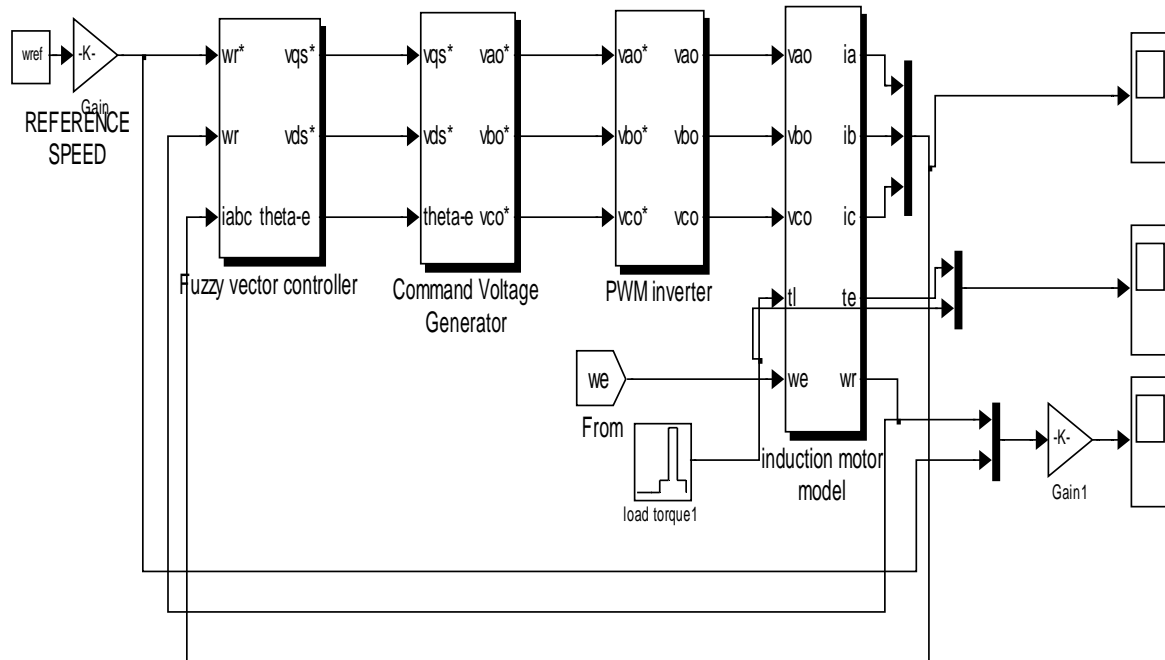 wref
-K-
Gain
REFERENCE
SPEED
wr*
wr
iabc
vqs*
vds*
theta-e
Fuzzy vector controller
vqs*
vds*
theta-e
vao*
vbo*
vco*
Command Voltage
Generator
vao*
vbo*
vco*
vao
vbo
vco
PWM inverter
vao
vbo
vco
tl
we
ia
ib
ic
te
wr
induction motor
model
we
From
load torque1
-K-
Gain1